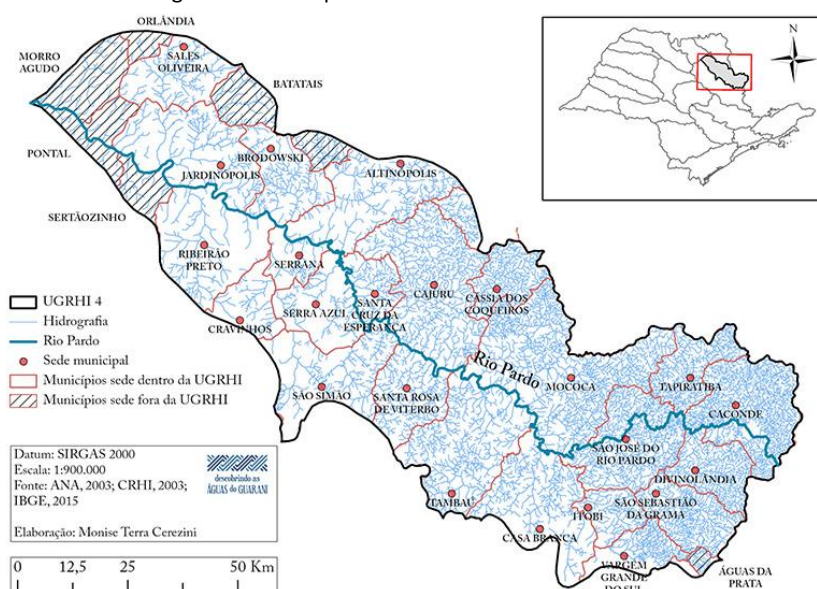 ORLÂNDIA
MORRO
AGUDO
SALES
OLIVEIRA
BATATAIS
PONTAL
BRODOWSKI
JARDINÓPOLIS
ALTINÓPOLIS
SERTÃOZINHO
RIBEIRÃO
PRETO
SERRANA
CAJURU
CÁSSIA DOS
COQUEIROS
SANTA
CRUZ DA
ESPERANÇA
SERRA AZUL
CRAVINHOS
SÃO SIMÃO
SANTA ROSA
DE VITERBO
Rio Pardo
MOCOCA
TAPIRATIBA
CACONDE
SÃO JOSÉ DO
RIO PARDO
DIVINOLÂNDIA
SÃO SEBASTIÃO
DA GRAMA
TAMBAÚ
ITOBI
CASA BRANCA
VARGEM
GRANDE
DO SUL
ÁGUAS DA
PRATA
N
UGRHI 4
Hidrografia
Rio Pardo
Sede municipal
Municípios sede dentro da UGRHI
Municípios sede fora da UGRHI
Datum: SIRGAS 2000
Escala: 1:900.000
Fonte: ANA, 2003; CRHI, 2003;
IBGE, 2015
Elaboração: Monise Terra Cerezini
descobrindo as
ÁGUAS do GUARANI
0 12,5 25 50 Km